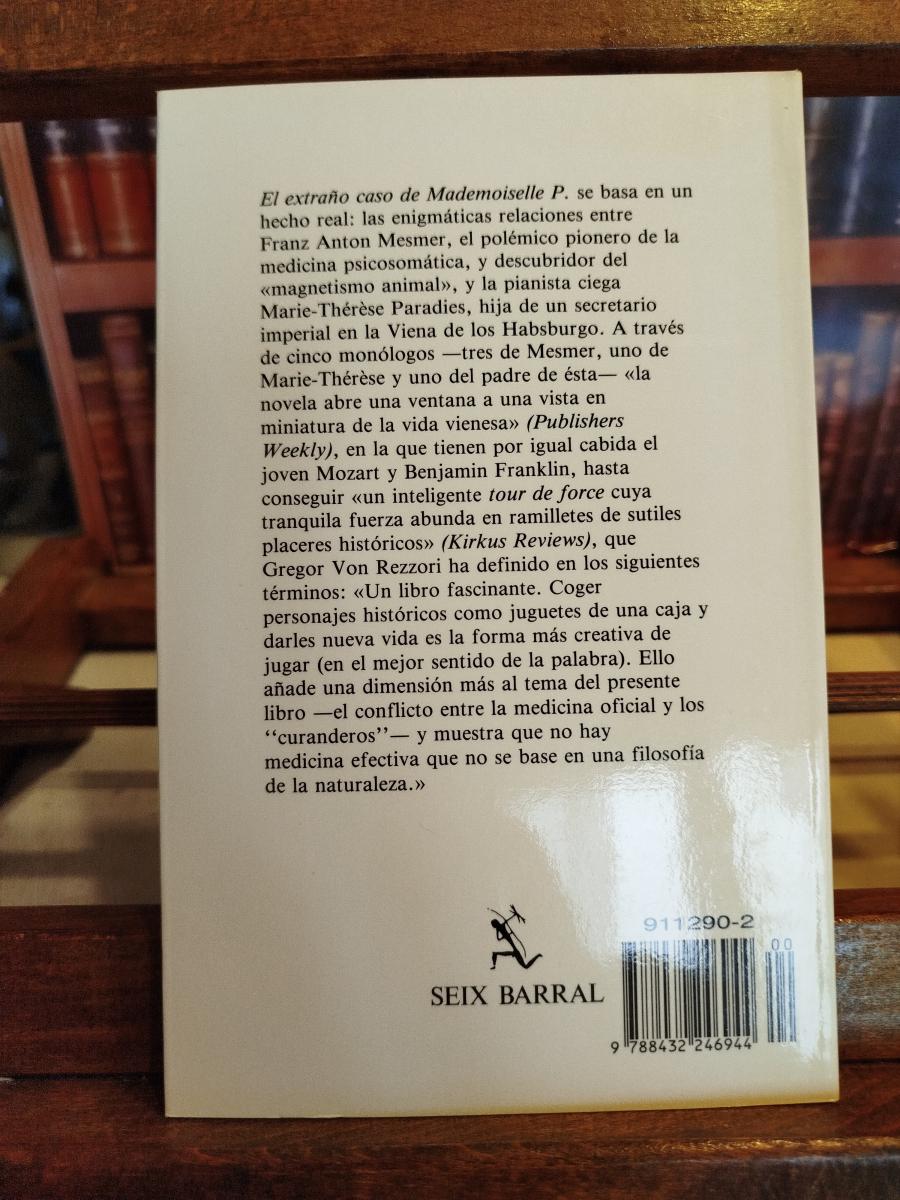 El extraño caso de Mademoiselle P. se basa en un
hecho real: las enigmáticas relaciones entre
Franz Anton Mesmer, el polémico pionero de la
medicina psicosomática, y descubridor del
«magnetismo animal», y la pianista ciega
Marie-Thérèse Paradies, hija de un secretario
imperial en la Viena de los Habsburgo. A través
de cinco monólogos —tres de Mesmer, uno de
Marie-Thérèse y uno del padre de ésta— «la
novela abre una ventana a una vista en
miniatura de la vida vienesa» (Publishers
Weekly), en la que tienen por igual cabida el
joven Mozart y Benjamin Franklin, hasta
conseguir «un inteligente tour de force cuya
tranquila fuerza abunda en ramilletes de sutiles
placeres históricos» (Kirkus Reviews), que
Gregor Von Rezzori ha definido en los siguientes
términos: «Un libro fascinante. Coger
personajes históricos como juguetes de una caja y
darles nueva vida es la forma más creativa de
jugar (en el mejor sentido de la palabra). Ello
añade una dimensión más al tema del presente
libro —el conflicto entre la medicina oficial y los
‘‘curanderos’’— y muestra que no hay
medicina efectiva que no se base en una filosofía
de la naturaleza.»
SEIX BARRAL
911290-2
00
9 788432 246944